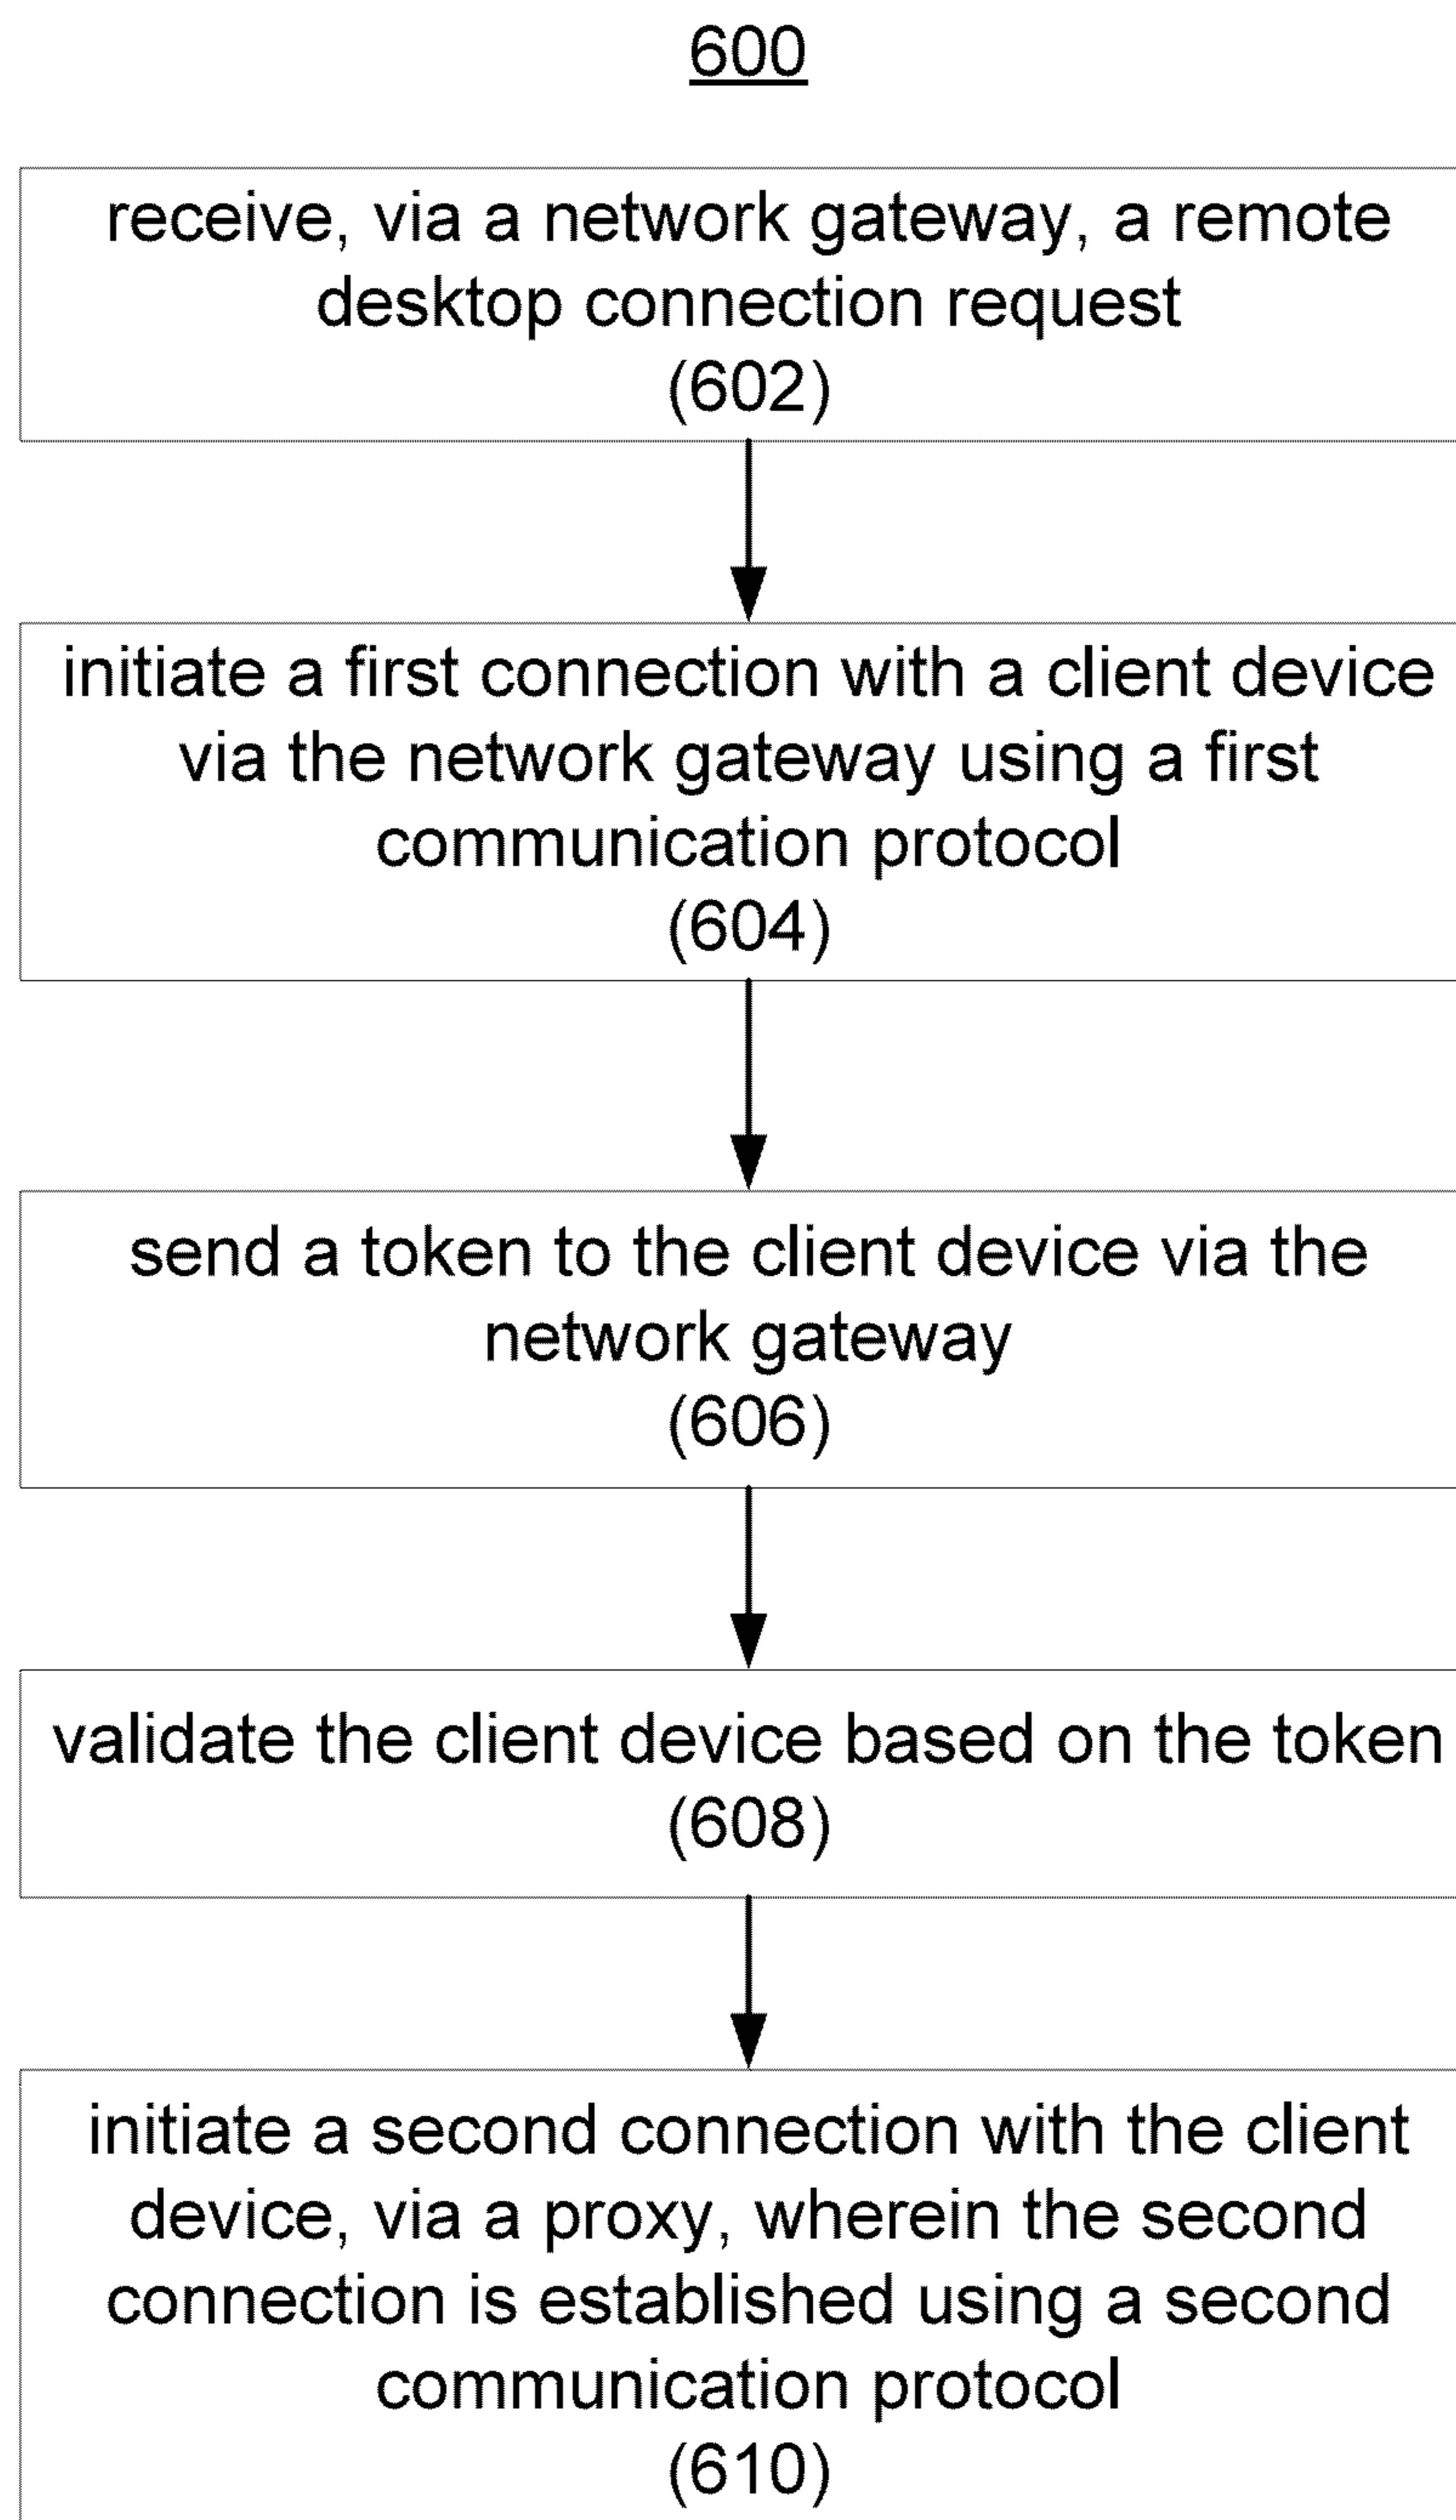 600
receive, via a network gateway, a remote
desktop connection request
(602)
initiate a first connection with a client device
via the network gateway using a first
communication protocol
(604)
send a token to the client device via the
network gateway
(606)
validate the client device based on the token
(608)
initiate a second connection with the client
device, via a proxy, wherein the second
connection is established using a second
communication protocol
(610)